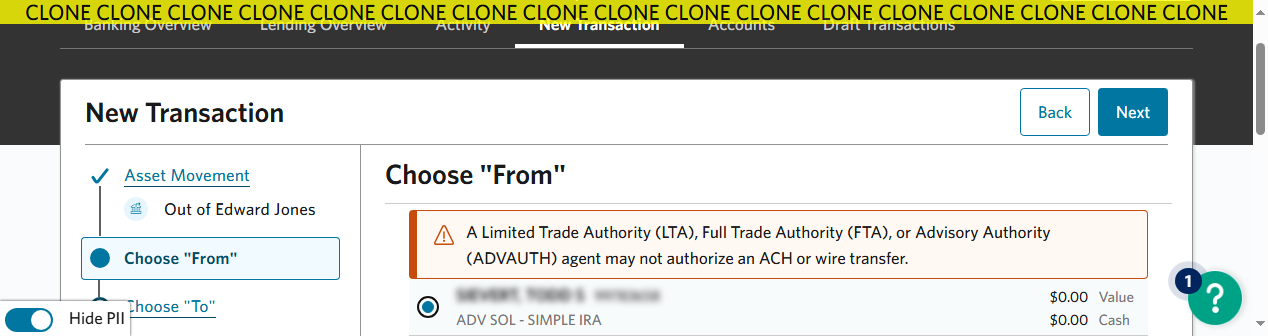 CLONE CLONE CLONE CLONE CLONE CLONE CLONE CLONE CLONE CLONE CLONE CLONE CLONE CLONE CLONE CLONE CLONE
Banking Overview Lending Overview Activity New Transaction Accounts Draft Transactions
New Transaction
Back Next
Asset Movement
Out of Edward Jones
Choose "From"
Choose "To"
Hide PII
Choose "From"
A Limited Trade Authority (LTA), Full Trade Authority (FTA), or Advisory Authority
(ADVAUTH) agent may not authorize an ACH or wire transfer.
$0.00 Value
ADV SOL - SIMPLE IRA
$0.00 Cash
1
?